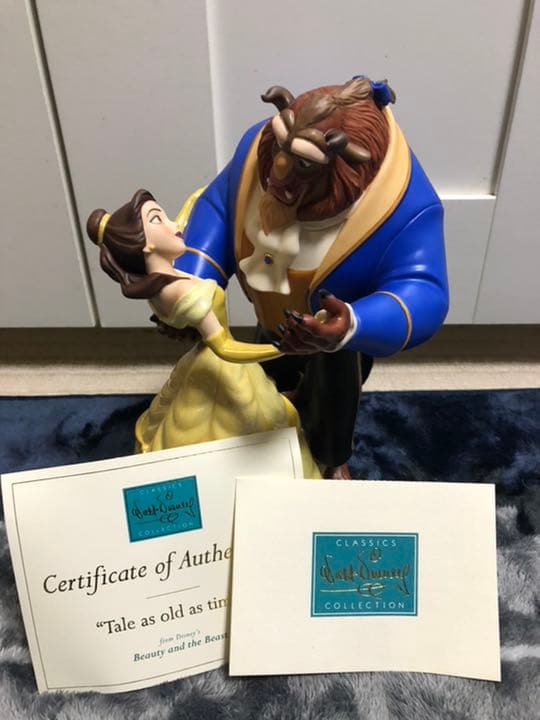 CLASSICS
Walt Disney
COLLECTION
Certificate of Authe
"Tale as old as tim
from Disney's
Beauty and the Beast
CLASSICS
Walt Disney
COLLECTION